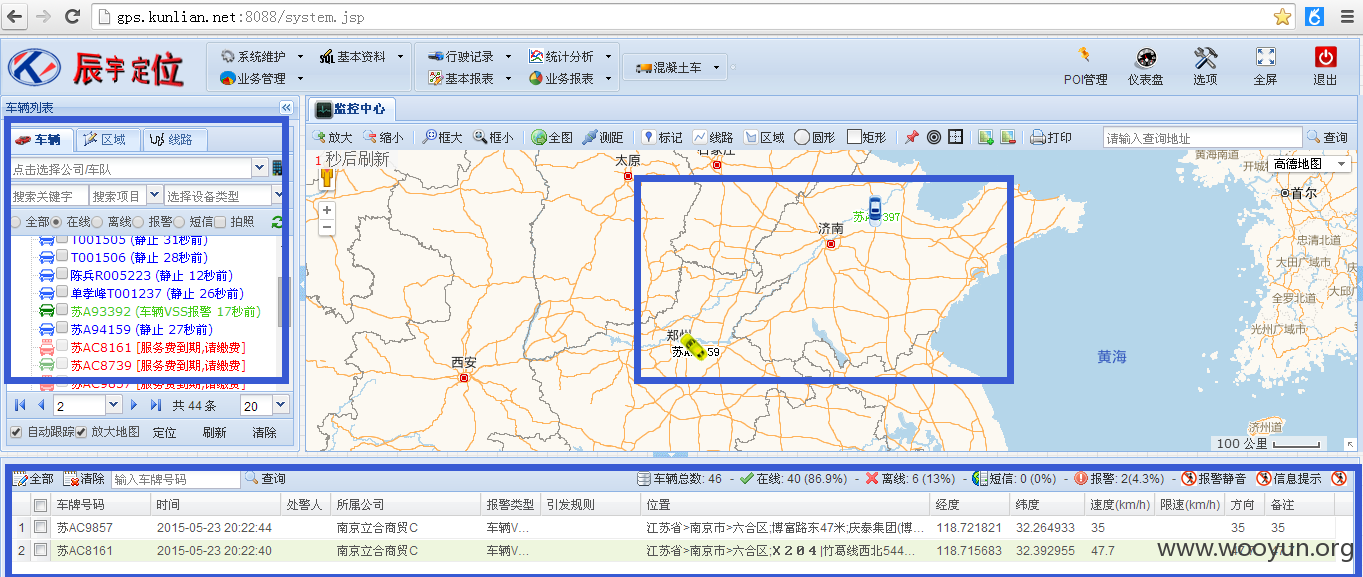 gps.kunlian.net:8088/system.jsp
辰宇定位
系统维护 基本资料 行驶记录 统计分析
业务管理 基本报表 业务报表 混凝土车
POI管理 仪表盘 选项 全屏 退出
车辆列表
监控中心
车辆 区域 线路
放大 缩小 框大 框小 全图 测距 标记 线路 区域 圆形 矩形 打印 请输入查询地址 查询
点击选择公司/车队
搜索关键字 搜索项目 选择设备类型
全部 在线 离线 报警 短信 拍照
T001505 (静止 31秒前)
T001506 (静止 28秒前)
陈兵R005223 (静止 12秒前)
单孝峰T001237 (静止 26秒前)
苏A93392 (车辆VSS报警 17秒前)
苏A94159 (静止 27秒前)
苏AC8161 [服务费到期,请缴费]
苏AC8739 [服务费到期,请缴费]
苏AC9857 [服务费到期,请缴费]
2 共 44 条 20
自动跟踪 放大地图 定位 刷新 清除
1 秒后刷新
高德地图
太原
济南
郑州
西安
首尔
黄海南道
忠清北道
大田广域市
全罗北道
光州广域市
济州道
黄海
100 公里
全部 清除 输入车牌号码 查询
车辆总数: 46 - 在线: 40 (86.9%) - 离线: 6 (13%) - 短信: 0 (0%) - 报警: 2(4.3%) - 报警静音 信息提示
车牌号码 时间 处警人 所属公司 报警类型 引发规则 位置 经度 纬度 速度(km/h) 限速(km/h) 方向 备注
1 苏AC9857 2015-05-23 20:22:44 南京立合商贸C 车辆V... 江苏省>南京市>六合区;博富路东47米;庆泰集团(博... 118.721821 32.264933 35 35 35
2 苏AC8161 2015-05-23 20:22:40 南京立合商贸C 车辆V... 江苏省>南京市>六合区;X204|竹葛线西北544... 118.715683 32.392955 47.7
www.wooyun.org